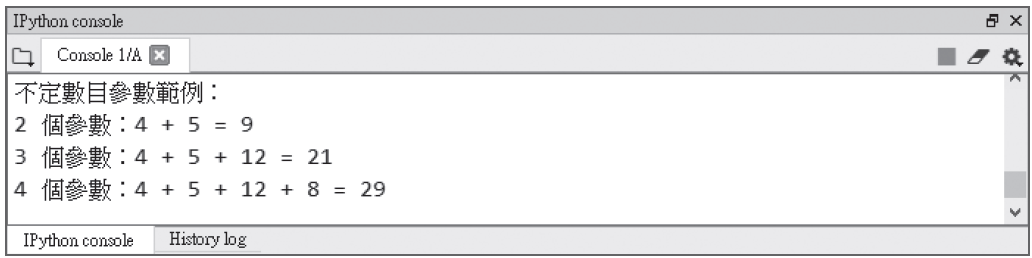 IPython console
Console 1/A
不定數目參數範例：
2 個參數：4 + 5 = 9
3 個參數：4 + 5 + 12 = 21
4 個參數：4 + 5 + 12 + 8 = 29
IPython console
History log